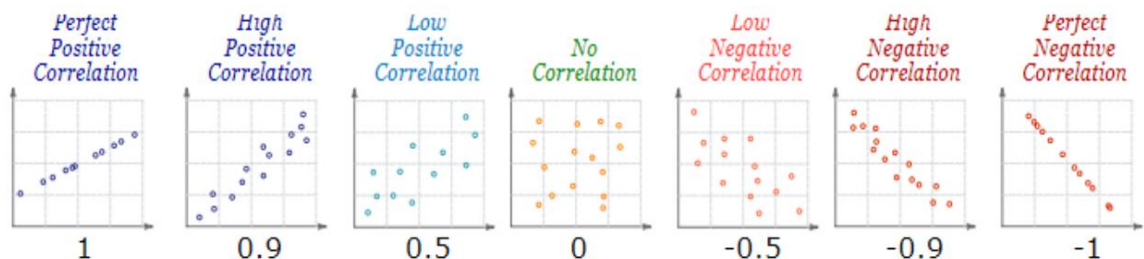 Perfect
Positive
Correlation
High
Positive
Correlation
Low
Positive
Correlation
No
Correlation
Low
Negative
Correlation
High
Negative
Correlation
Perfect
Negative
Correlation
1
0.9
0.5
0
-0.5
-0.9
-1